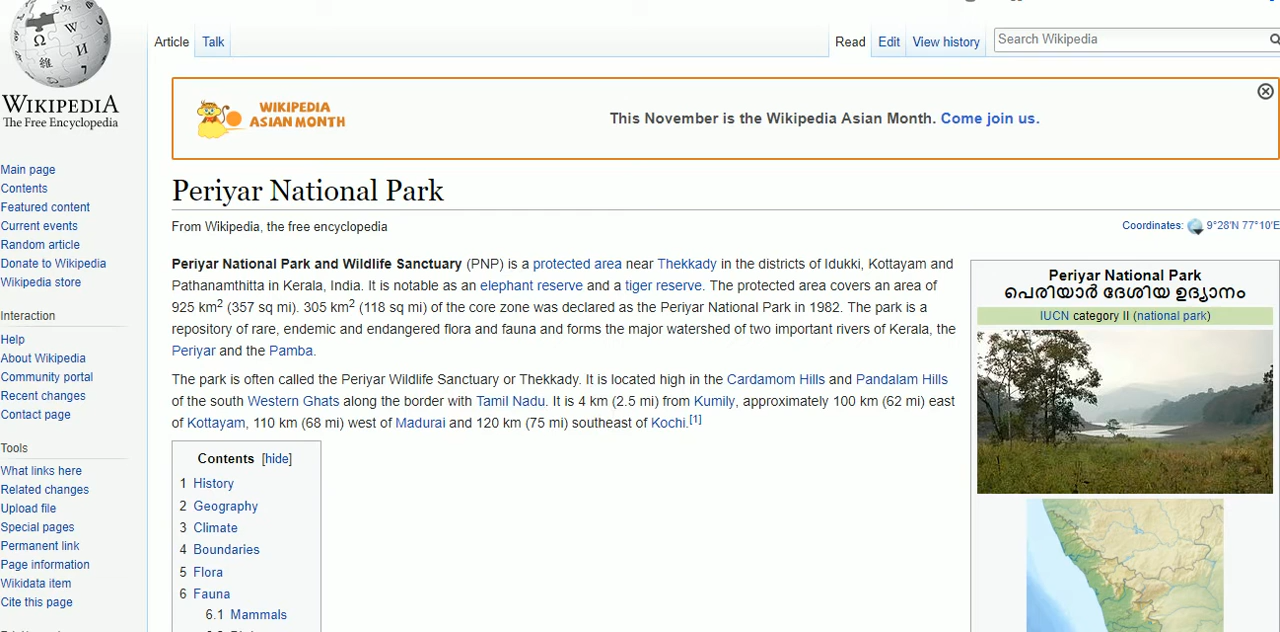 Article Talk Read Edit View history Search Wikipedia
WIKIPEDIA
The Free Encyclopedia
WIKIPEDIA
ASIAN MONTH
This November is the Wikipedia Asian Month. Come join us.
Main page
Contents
Featured content
Current events
Random article
Donate to Wikipedia
Wikipedia store
Interaction
Help
About Wikipedia
Community portal
Recent changes
Contact page
Tools
What links here
Related changes
Upload file
Special pages
Permanent link
Page information
Wikidata item
Cite this page
Periyar National Park
From Wikipedia, the free encyclopedia
Coordinates: 9°28′N 77°10′E
Periyar National Park and Wildlife Sanctuary (PNP) is a protected area near Thekkady in the districts of Idukki, Kottayam and
Pathanamthitta in Kerala, India. It is notable as an elephant reserve and a tiger reserve. The protected area covers an area of
925 km² (357 sq mi). 305 km² (118 sq mi) of the core zone was declared as the Periyar National Park in 1982. The park is a
repository of rare, endemic and endangered flora and fauna and forms the major watershed of two important rivers of Kerala, the
Periyar and the Pamba.
The park is often called the Periyar Wildlife Sanctuary or Thekkady. It is located high in the Cardamom Hills and Pandalam Hills
of the south Western Ghats along the border with Tamil Nadu. It is 4 km (2.5 mi) from Kumily, approximately 100 km (62 mi) east
of Kottayam, 110 km (68 mi) west of Madurai and 120 km (75 mi) southeast of Kochi.[1]
Contents [hide]
1 History
2 Geography
3 Climate
4 Boundaries
5 Flora
6 Fauna
6.1 Mammals
Periyar National Park
പെരിയാർ ദേശീയ ഉദ്യാനം
IUCN category II (national park)